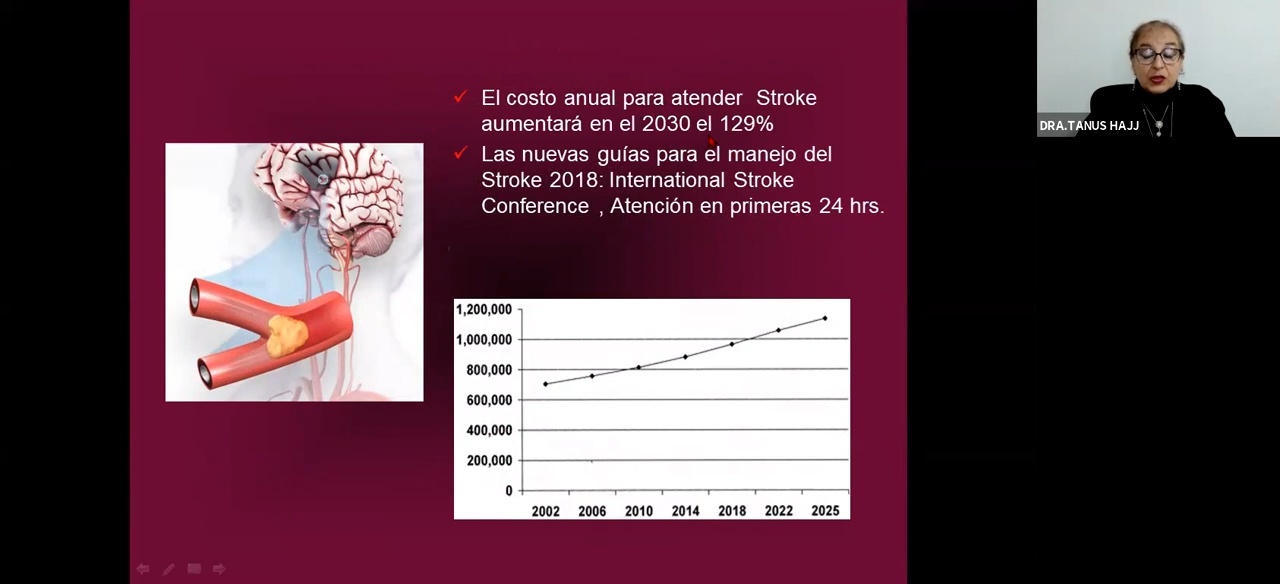 El costo anual para atender Stroke
aumentará en el 2030 el 129%
Las nuevas guías para el manejo del
Stroke 2018: International Stroke
Conference , Atención en primeras 24 hrs.
DRA.TANUS HAJJ
1,200,000
1,000,000
800,000
600,000
400,000
200,000
0
2002 2006 2010 2014 2018 2022 2025